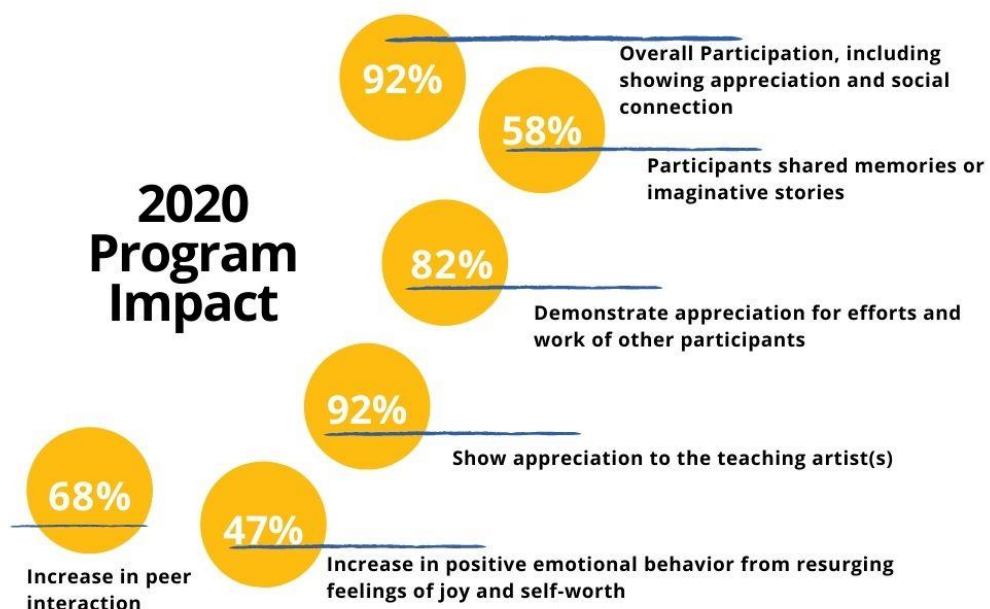 92%
Overall Participation, including
showing appreciation and social
connection
58%
Participants shared memories or
imaginative stories
2020
Program
Impact
82%
Demonstrate appreciation for efforts and
work of other participants
92%
Show appreciation to the teaching artist(s)
68%
Increase in peer
interaction
47%
Increase in positive emotional behavior from resurging
feelings of joy and self-worth